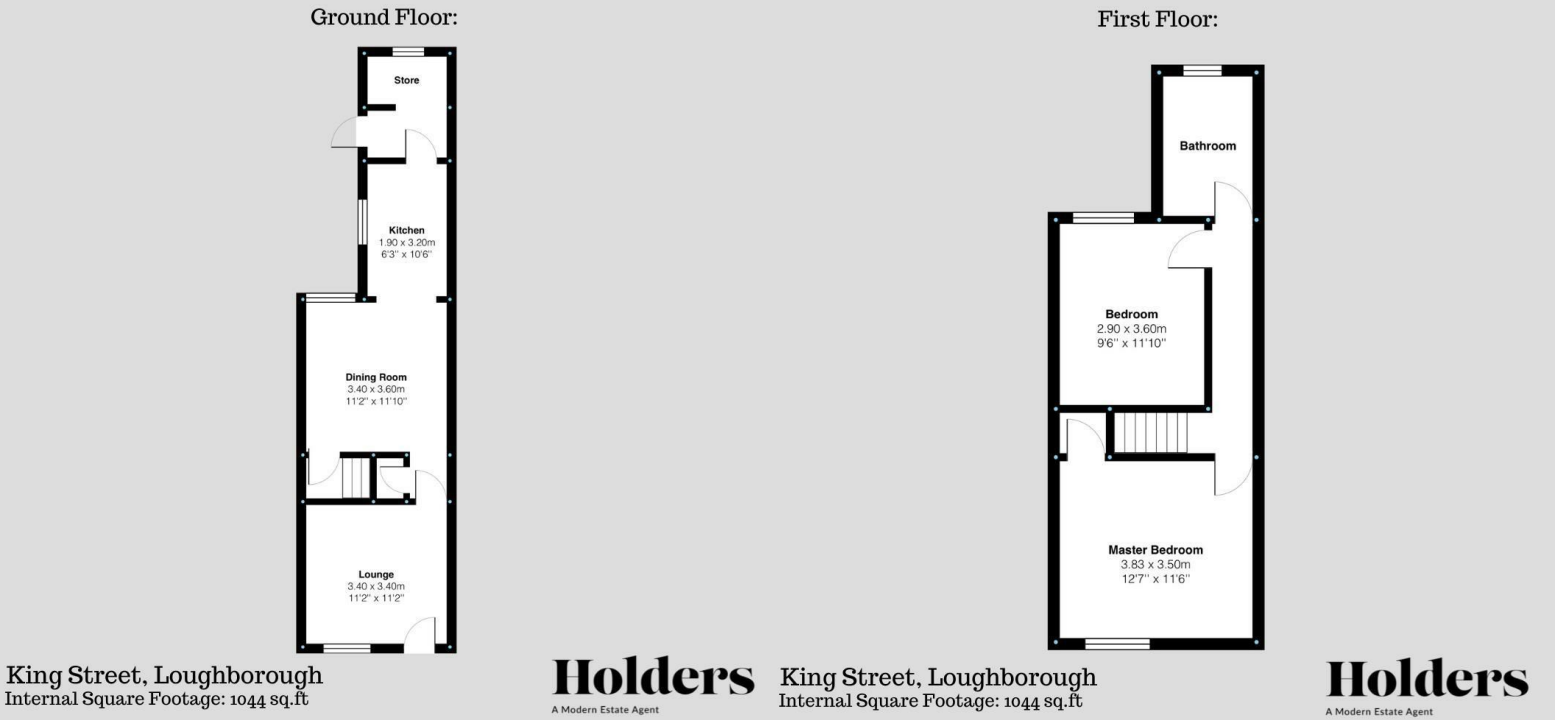 Ground Floor:
Store
Kitchen
1.90 x 3.20m
6'3" x 10'6"
Dining Room
3.40 x 3.60m
11'2" x 11'10"
Lounge
3.40 x 3.40m
11'2" x 11'2"
King Street, Loughborough
Internal Square Footage: 1044 sq.ft
Holders
A Modern Estate Agent
First Floor:
Bathroom
Bedroom
2.90 x 3.60m
9'6" x 11'10"
Master Bedroom
3.83 x 3.50m
12'7" x 11'6"
King Street, Loughborough
Internal Square Footage: 1044 sq.ft
Holders
A Modern Estate Agent